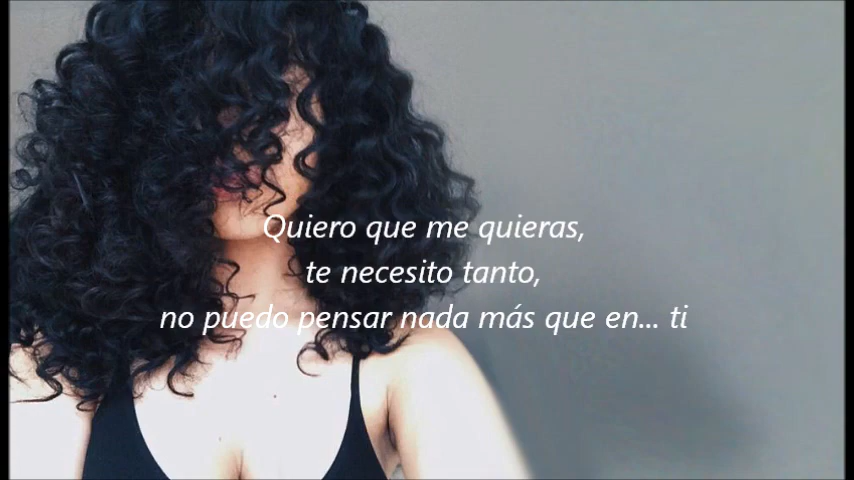 Quiero que me quieras,
te necesito tanto,
no puedo pensar nada más que en... ti